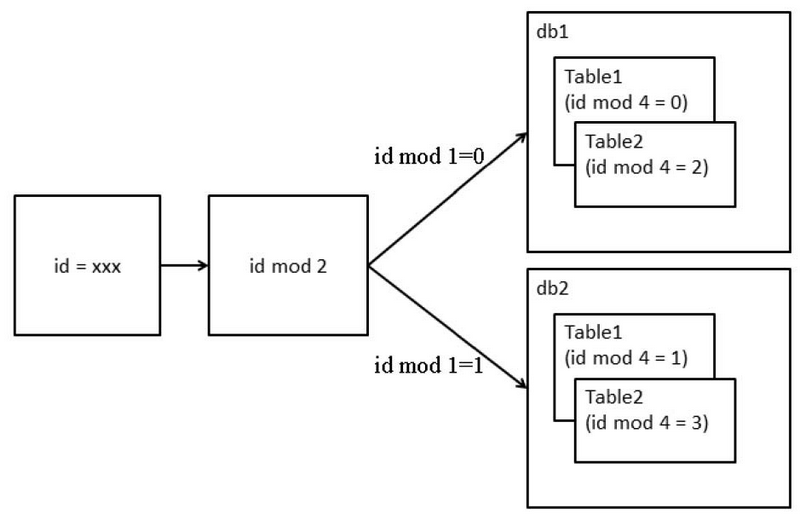 id = xxx
id mod 2
id mod 1=0
id mod 1=1
db1
Table1
(id mod 4 = 0)
Table2
(id mod 4 = 2)
db2
Table1
(id mod 4 = 1)
Table2
(id mod 4 = 3)